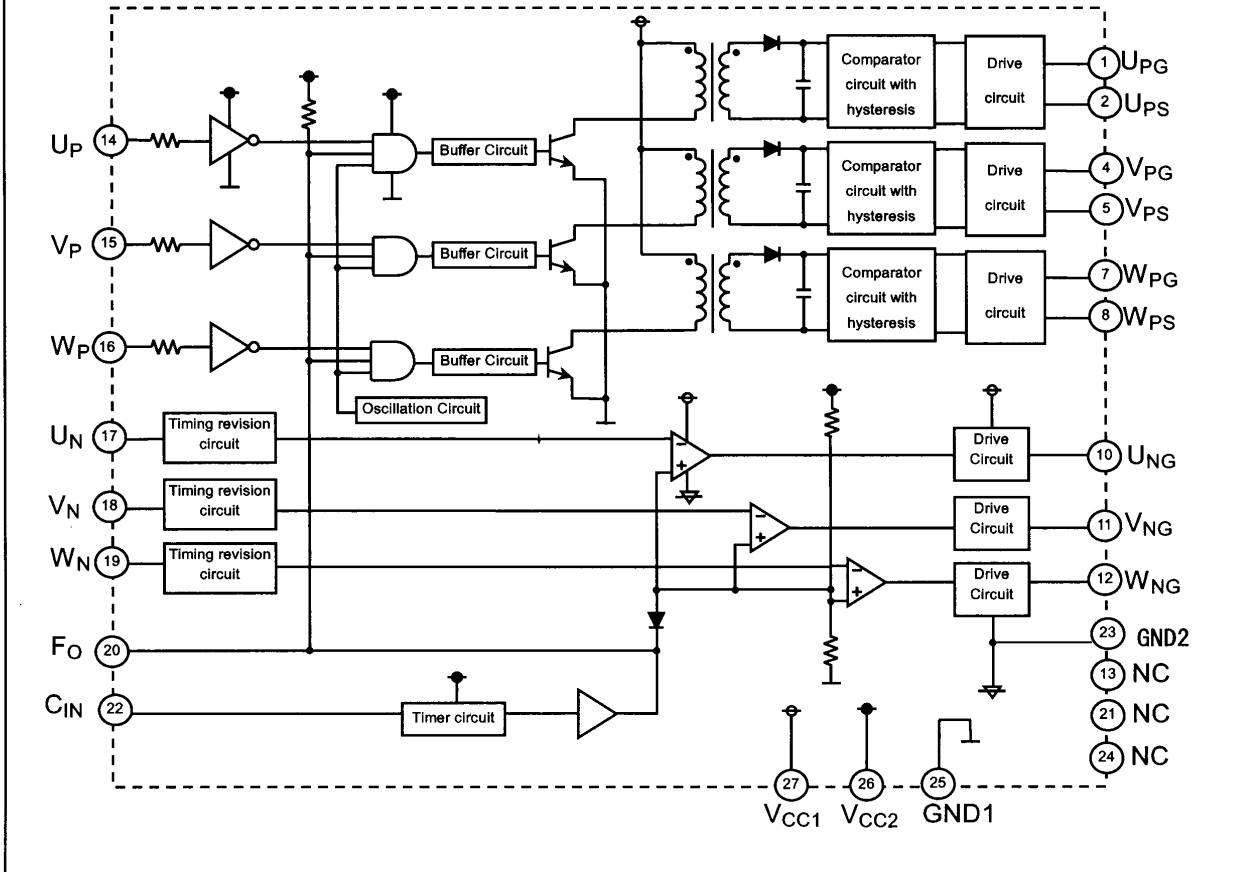 UP 14 Buffer Circuit Comparator circuit with hysteresis Drive circuit 1 UPG
2 UPS
VP 15 Buffer Circuit Comparator circuit with hysteresis Drive circuit 4 VPG
5 VPS
WP 16 Buffer Circuit Comparator circuit with hysteresis Drive circuit 7 WPG
8 WPS
Oscillation Circuit
UN 17 Timing revision circuit − + Drive Circuit 10 UNG
VN 18 Timing revision circuit − + Drive Circuit 11 VNG
WN 19 Timing revision circuit − + Drive Circuit 12 WNG
FO 20
23 GND2
13 NC
CIN 22 Timer circuit
21 NC
24 NC
27 26 25
VCC1 VCC2 GND1